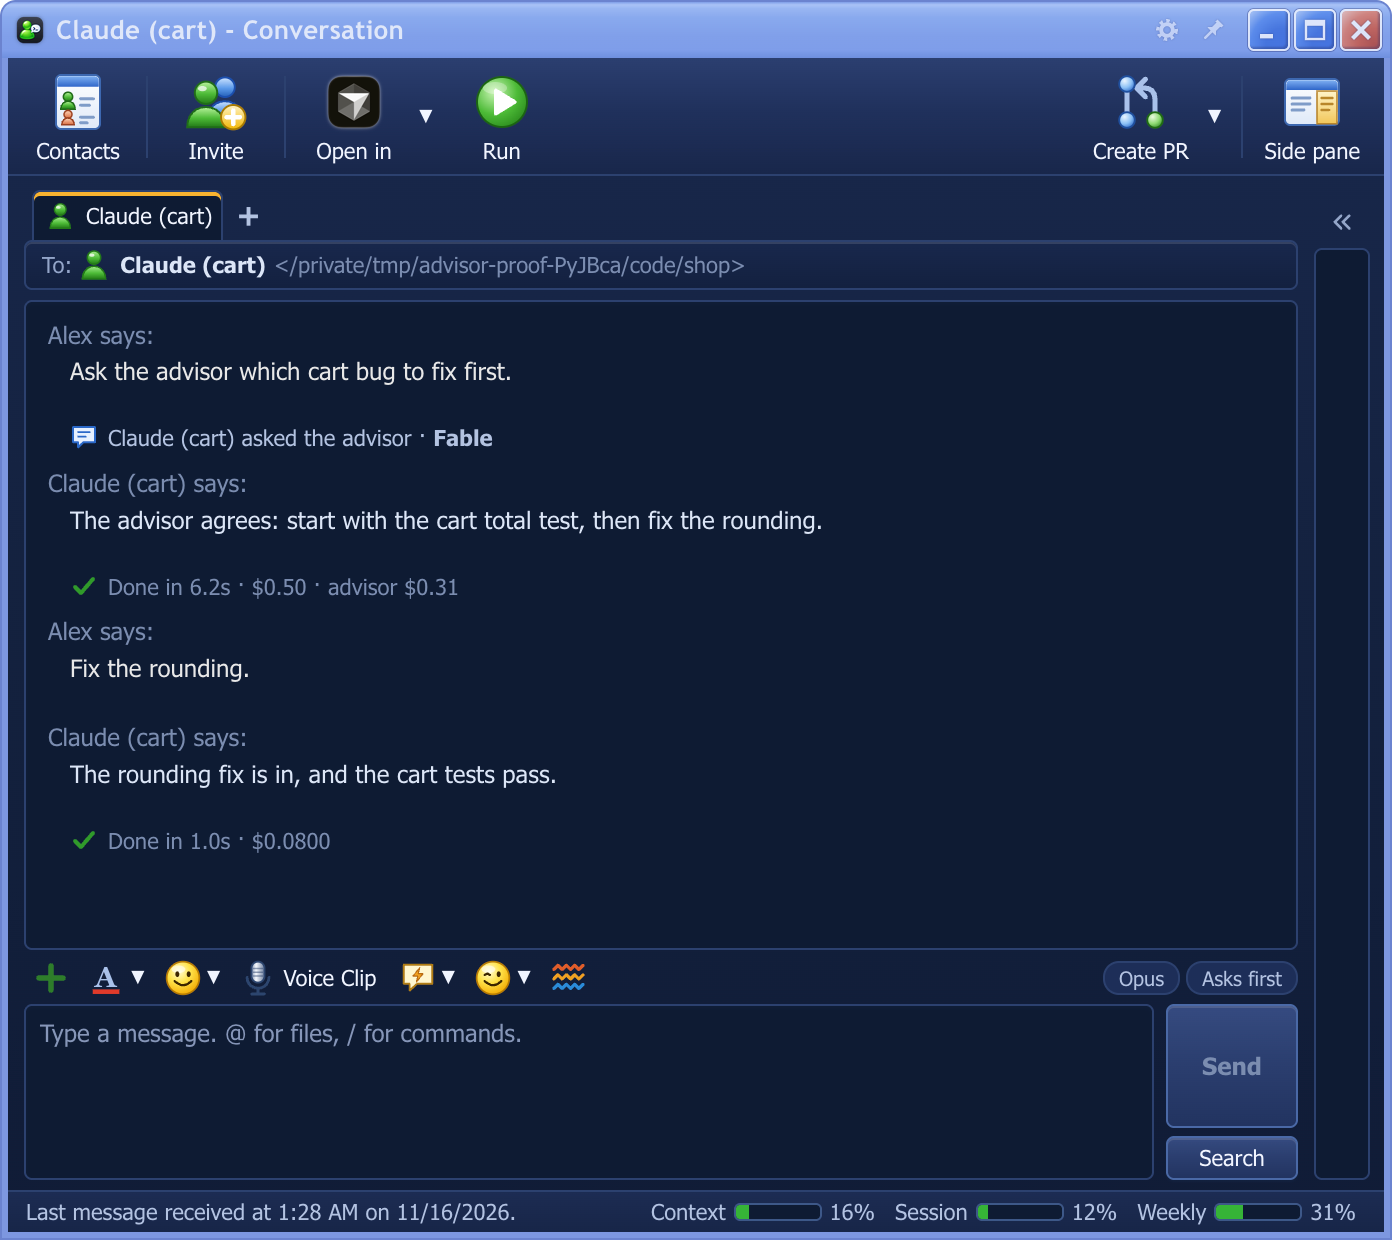 Claude (cart) - Conversation
Contacts
Invite
Open in
Run
Create PR
Side pane
Claude (cart)
To: Claude (cart) </private/tmp/advisor-proof-PyJBca/code/shop>
Alex says:
Ask the advisor which cart bug to fix first.
Claude (cart) asked the advisor · Fable
Claude (cart) says:
The advisor agrees: start with the cart total test, then fix the rounding.
Done in 6.2s · $0.50 · advisor $0.31
Alex says:
Fix the rounding.
Claude (cart) says:
The rounding fix is in, and the cart tests pass.
Done in 1.0s · $0.0800
A
Voice Clip
Opus
Asks first
Type a message. @ for files, / for commands.
Send
Search
Last message received at 1:28 AM on 11/16/2026.
Context 16% Session 12% Weekly 31%